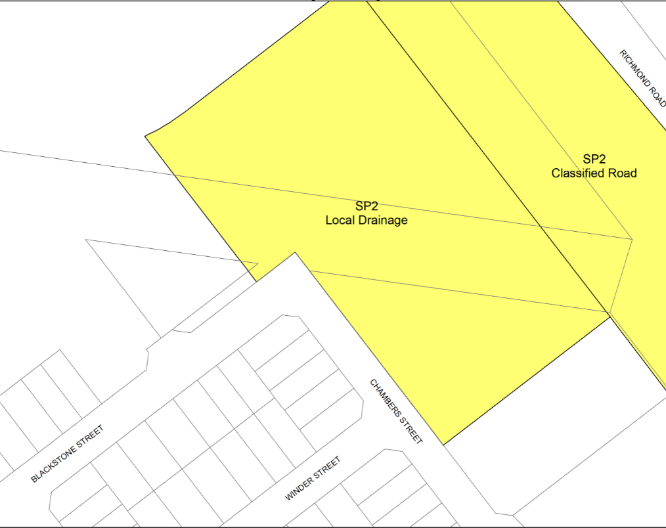 RICHMOND ROAD
SP2
Classified Road
SP2
Local Drainage
CHAMBERS STREET
BLACKSTONE STREET
WINDER STREET